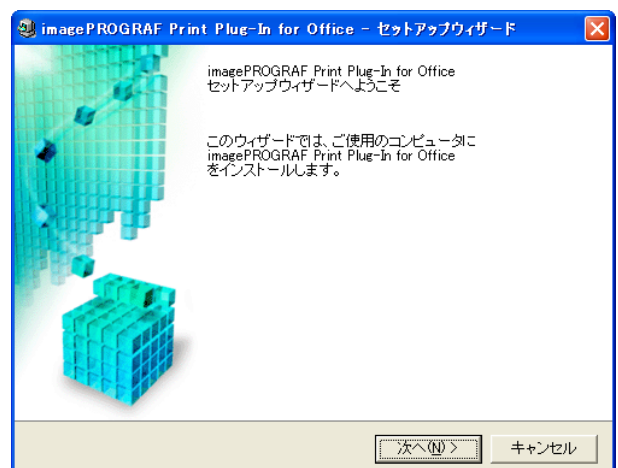 imagePROGRAF Print Plug-In for Office - セットアップウィザード
imagePROGRAF Print Plug-In for Office
セットアップウィザードへようこそ
このウィザードでは、ご使用のコンピュータに
imagePROGRAF Print Plug-In for Office
をインストールします。
次へ(N) >
キャンセル